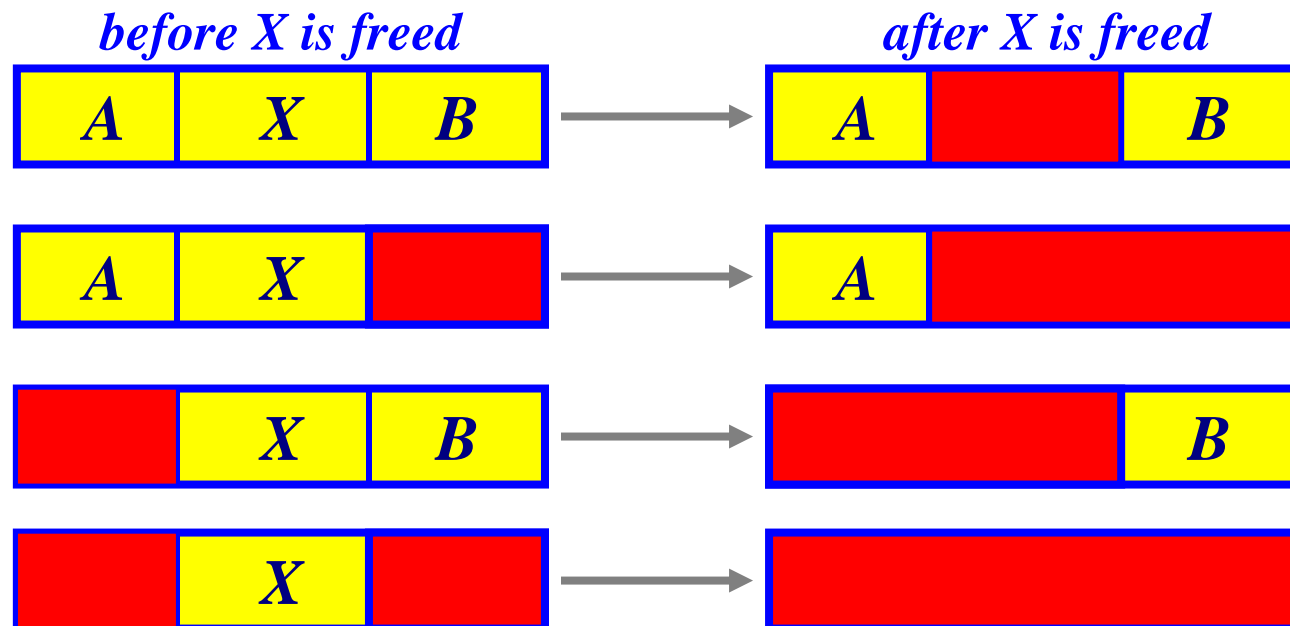 before X is freed
after X is freed
A X B
A B
A X
A
X B
B
X